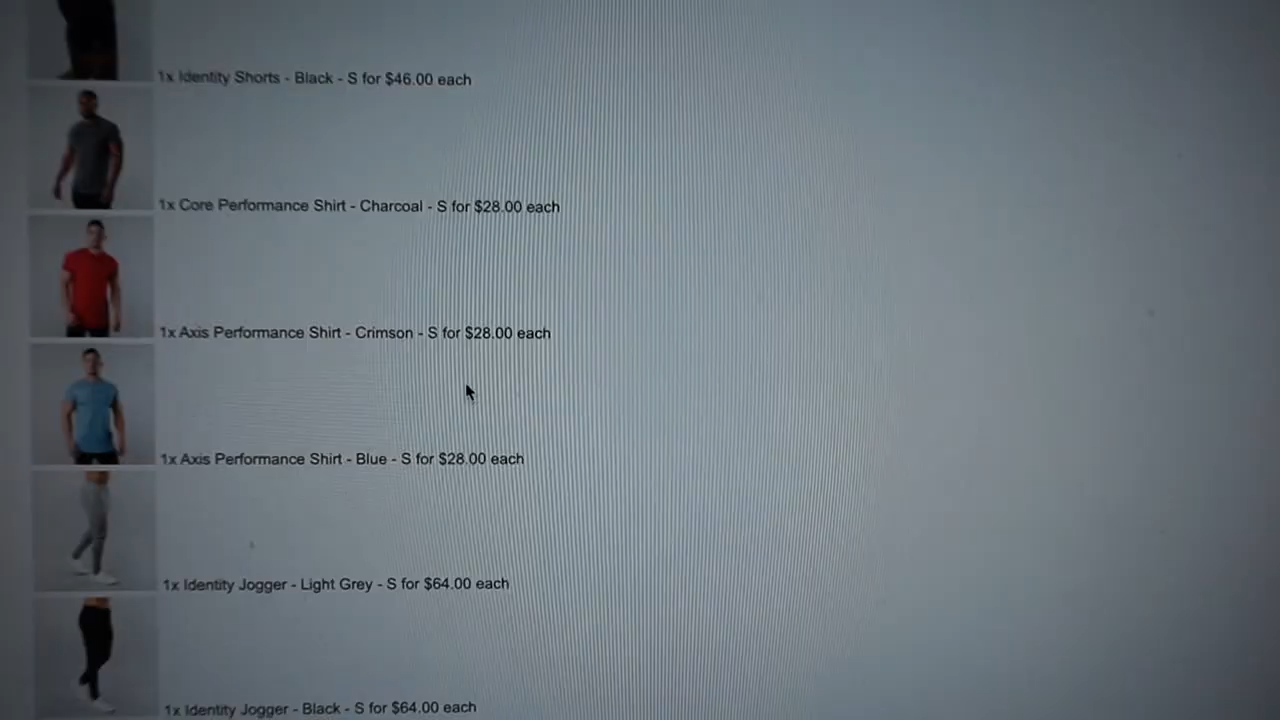 1x Identity Shorts - Black - S for $46.00 each
1x Core Performance Shirt - Charcoal - S for $28.00 each
1x Axis Performance Shirt - Crimson - S for $28.00 each
1x Axis Performance Shirt - Blue - S for $28.00 each
1x Identity Jogger - Light Grey - S for $64.00 each
1x Identity Jogger - Black - S for $64.00 each